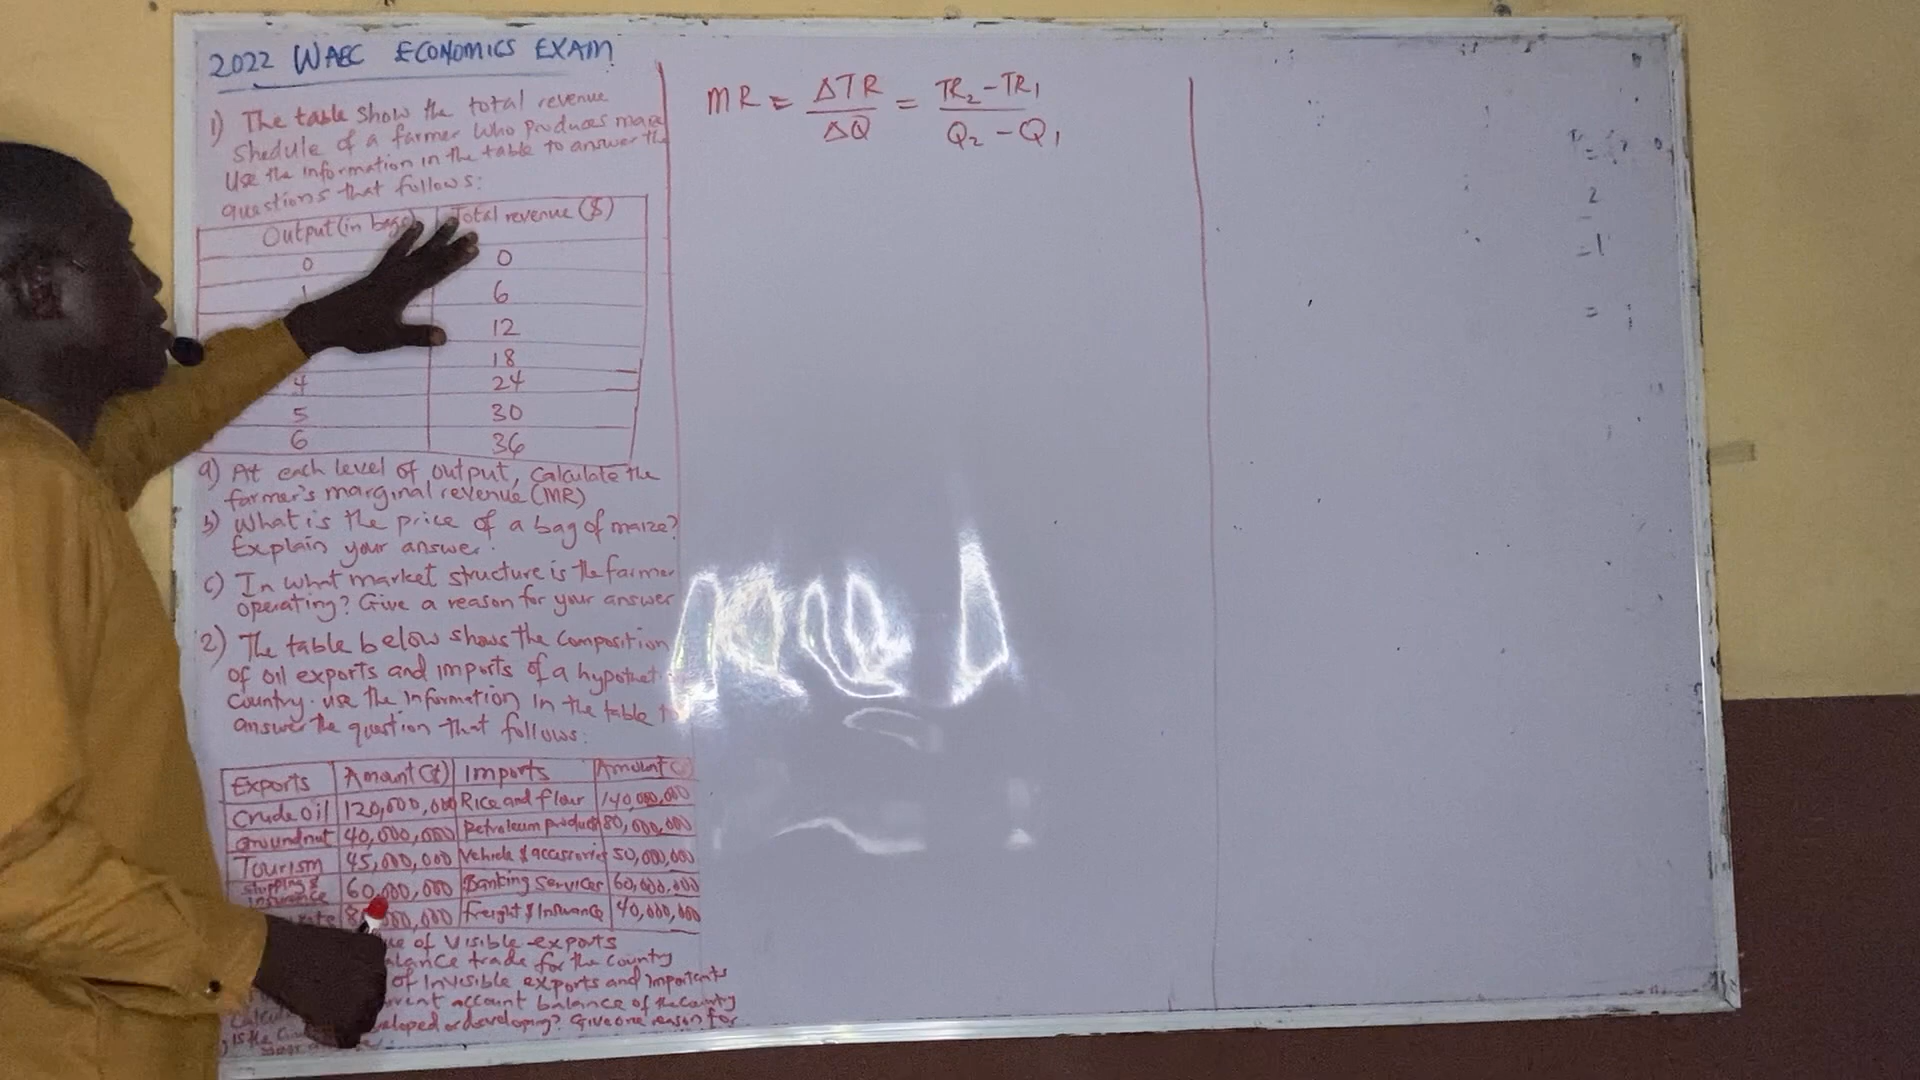 2022 WAEC ECONOMICS EXAM
1) The table show the total revenue
Shedule of a farmer who produces
Use the information in the table to answer the
questions that follows:
Output (in bags) Total revenue ($)
0 0
1 6
12
18
4 24
5 30
6 36
a) At each level of output, Calculate the
farmer's marginal revenue (MR)
b) What is the price of a bag of maize?
Explain your answer.
c) In what market structure is the farmer
operating? Give a reason for your answer
2) The table below shows the Composition
of oil exports and imports of a hypothet
Country. use the information in the table to
answer the question that follows:
Exports Amount (₵) Imports Amount
Crude oil 120,000,000 Rice and flour 140,000,000
Groundnut 40,000,000 Petroleum product 80,000,000
Tourism 45,000,000 Vehicle & accessories 50,000,000
Shipping & Insurance 60,000,000 Banking services 60,000,000
000,000 Freight & Insurance 40,000,000
of Visible exports
trade for the County
of Invisible exports and
account balance of the County
or developing? Give one reason for
MR = ΔTR / ΔQ = TR₂ - TR₁ / Q₂ - Q₁